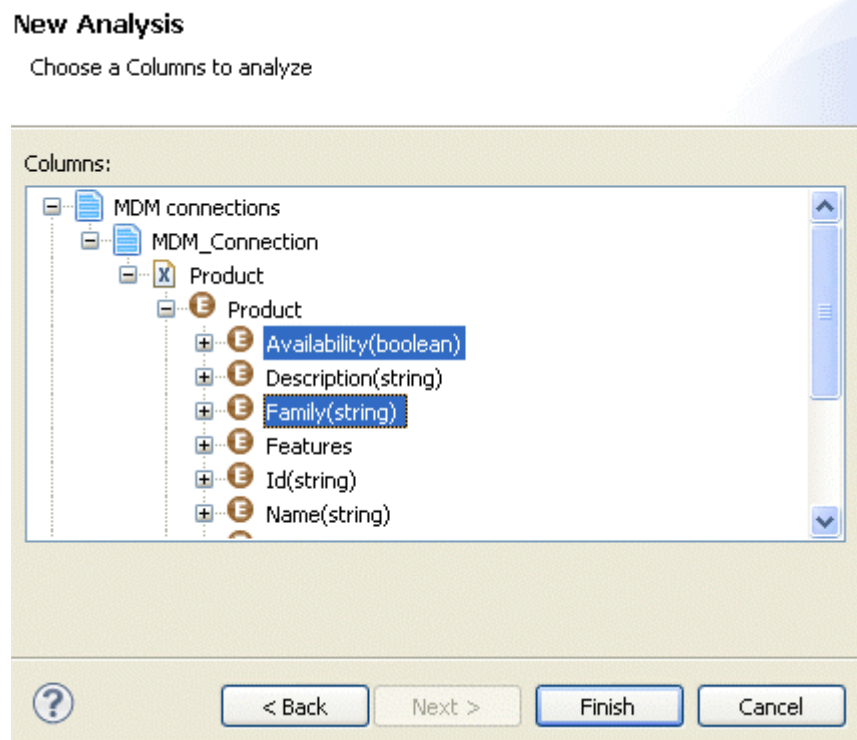 New Analysis
Choose a Columns to analyze
Columns:
MDM connections
MDM_Connection
X Product
E Product
E Availability(boolean)
E Description(string)
E Family(string)
E Features
E Id(string)
E Name(string)
? < Back Next > Finish Cancel